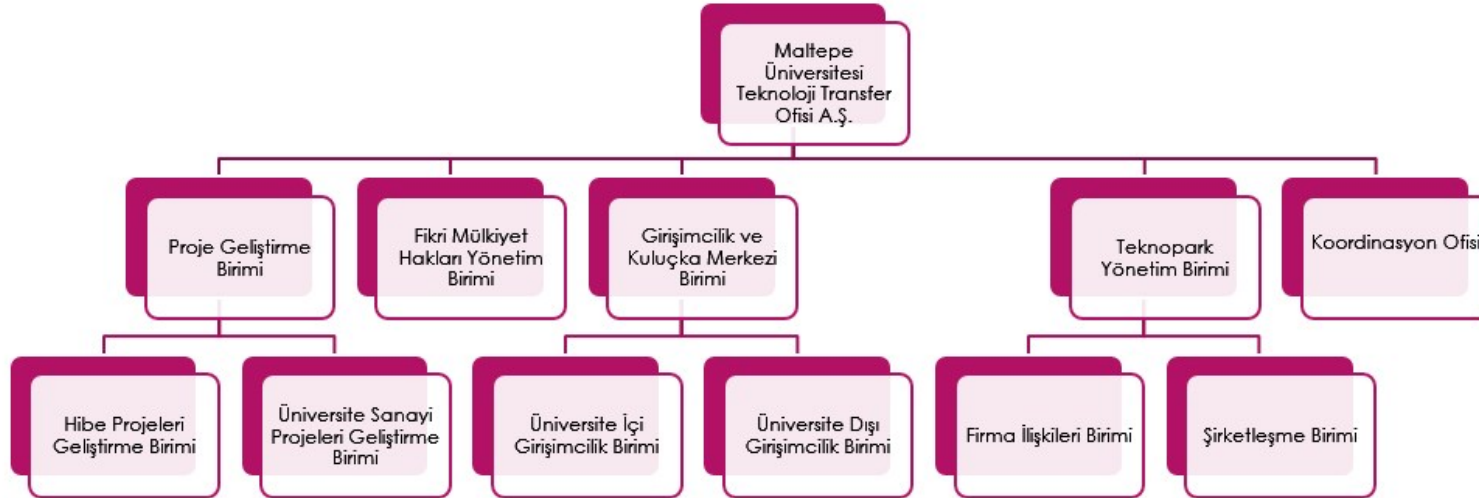 Maltepe
Üniversitesi
Teknoloji Transfer
Ofisi A.Ş.
Proje Geliştirme
Birimi
Fikri Mülkiyet
Hakları Yönetim
Birimi
Girişimcilik ve
Kuluçka Merkezi
Birimi
Teknopark
Yönetim Birimi
Koordinasyon Ofisi
Hibe Projeleri
Geliştirme Birimi
Üniversite Sanayi
Projeleri Geliştirme
Birimi
Üniversite İçi
Girişimcilik Birimi
Üniversite Dışı
Girişimcilik Birimi
Firma İlişkileri Birimi
Şirketleşme Birimi